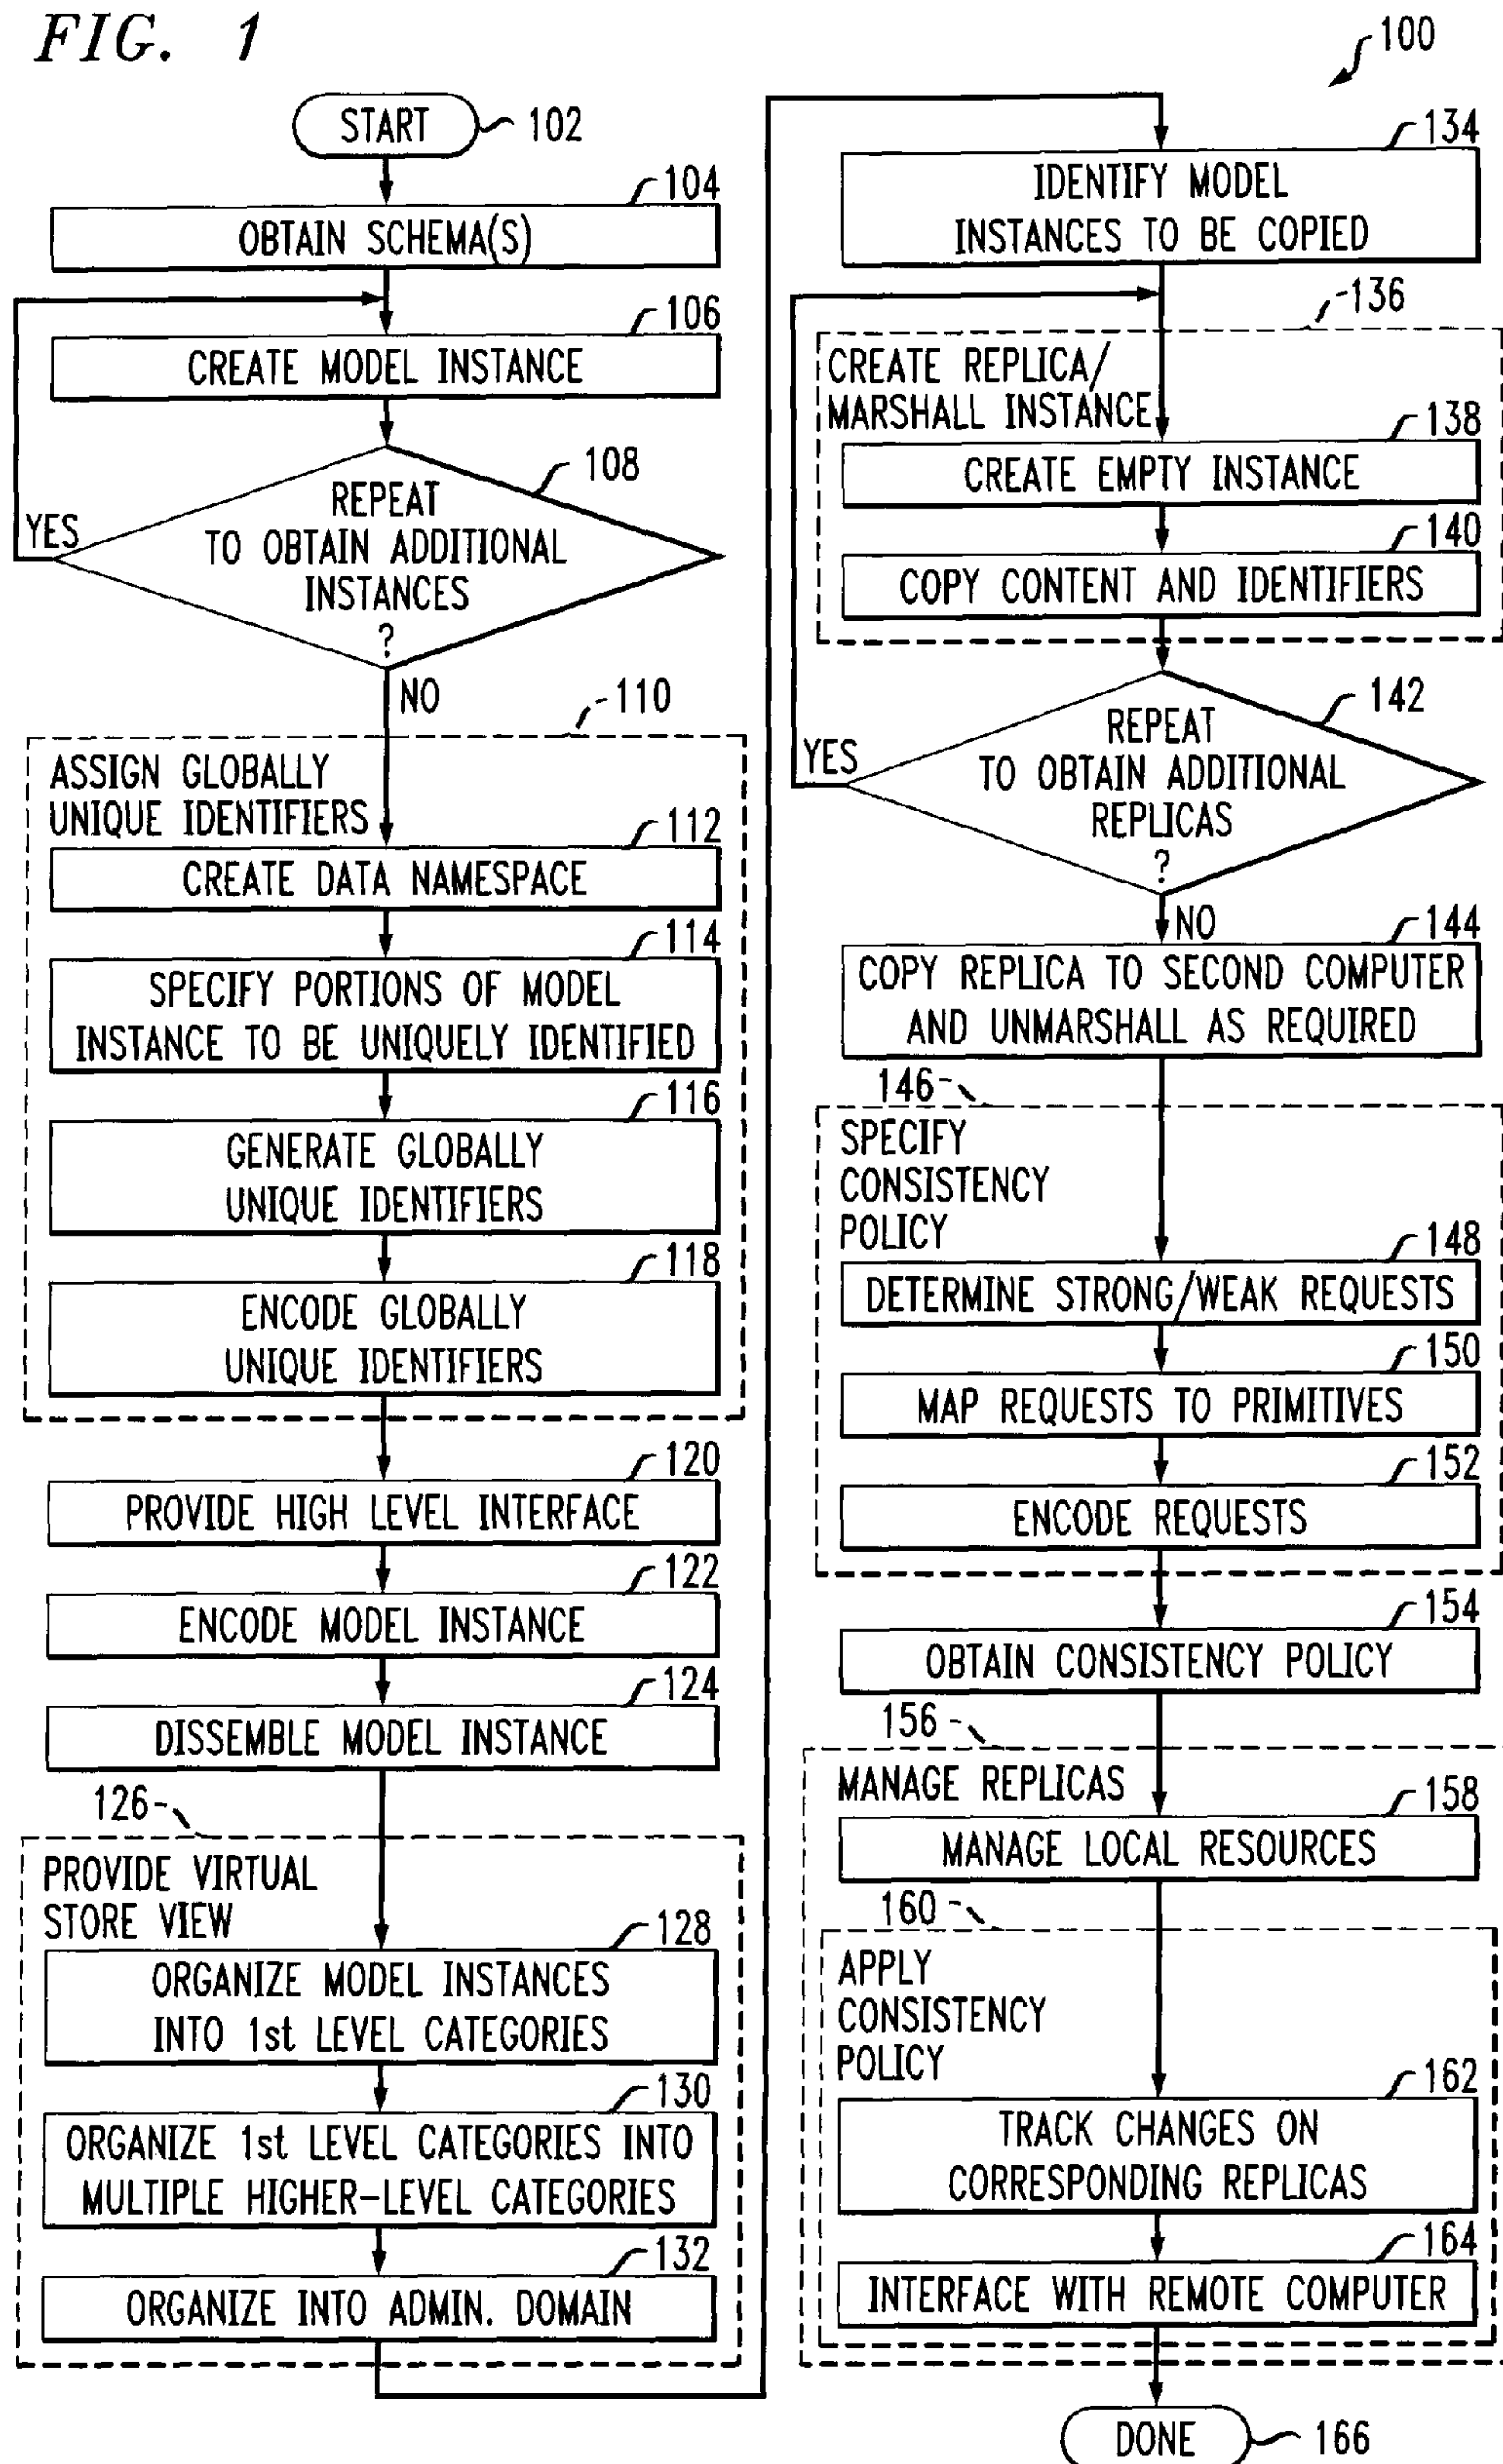 FIG. 1
100
START
102
104
OBTAIN SCHEMA(S)
106
CREATE MODEL INSTANCE
108
REPEAT
TO OBTAIN ADDITIONAL
INSTANCES
?
YES
NO
110
ASSIGN GLOBALLY
UNIQUE IDENTIFIERS
112
CREATE DATA NAMESPACE
114
SPECIFY PORTIONS OF MODEL
INSTANCE TO BE UNIQUELY IDENTIFIED
116
GENERATE GLOBALLY
UNIQUE IDENTIFIERS
118
ENCODE GLOBALLY
UNIQUE IDENTIFIERS
120
PROVIDE HIGH LEVEL INTERFACE
122
ENCODE MODEL INSTANCE
124
DISSEMBLE MODEL INSTANCE
126
PROVIDE VIRTUAL
STORE VIEW
128
ORGANIZE MODEL INSTANCES
INTO 1st LEVEL CATEGORIES
130
ORGANIZE 1st LEVEL CATEGORIES INTO
MULTIPLE HIGHER-LEVEL CATEGORIES
132
ORGANIZE INTO ADMIN. DOMAIN
134
IDENTIFY MODEL
INSTANCES TO BE COPIED
136
CREATE REPLICA/
MARSHALL INSTANCE
138
CREATE EMPTY INSTANCE
140
COPY CONTENT AND IDENTIFIERS
142
REPEAT
TO OBTAIN ADDITIONAL
REPLICAS
?
YES
NO
144
COPY REPLICA TO SECOND COMPUTER
AND UNMARSHALL AS REQUIRED
146
SPECIFY
CONSISTENCY
POLICY
148
DETERMINE STRONG/WEAK REQUESTS
150
MAP REQUESTS TO PRIMITIVES
152
ENCODE REQUESTS
154
OBTAIN CONSISTENCY POLICY
156
MANAGE REPLICAS
158
MANAGE LOCAL RESOURCES
160
APPLY
CONSISTENCY
POLICY
162
TRACK CHANGES ON
CORRESPONDING REPLICAS
164
INTERFACE WITH REMOTE COMPUTER
DONE
166